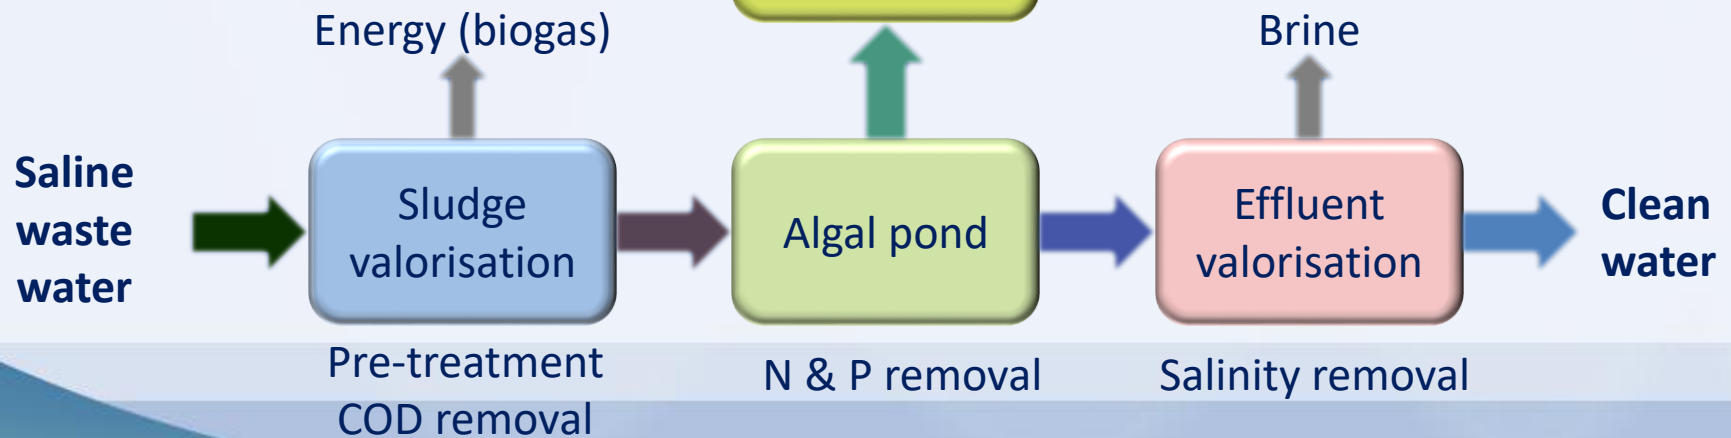 Energy (biogas)
Brine
Saline
waste
water
Sludge
valorisation
Algal pond
Effluent
valorisation
Clean
water
Pre-treatment
COD removal
N & P removal
Salinity removal